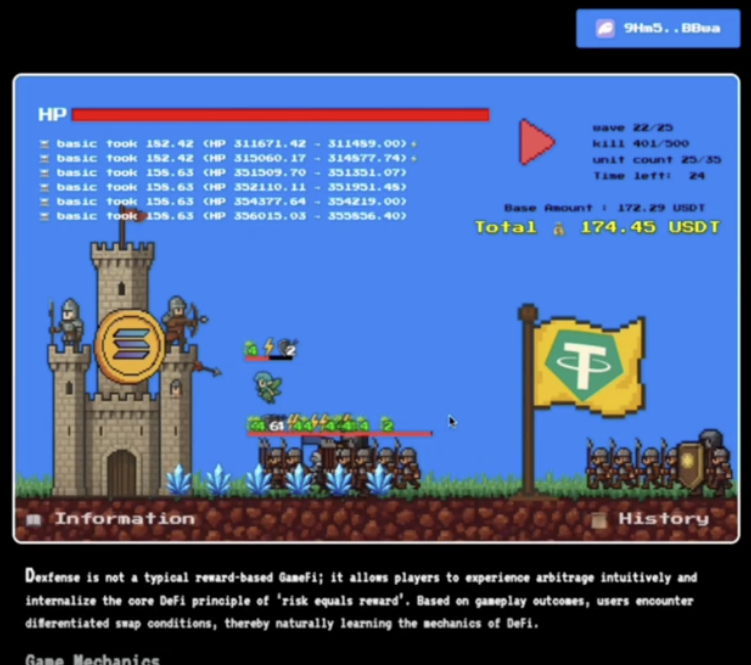 9Hm5..BBwa
HP
basic took 182.42 (HP 311671.42 → 311489.00)
basic took 182.42 (HP 315060.17 → 314877.74)
basic took 158.63 (HP 351509.70 → 351351.07)
basic took 158.63 (HP 352110.11 → 351951.48)
basic took 158.63 (HP 354377.64 → 354219.00)
basic took 158.63 (HP 356015.03 → 355856.40)
wave 22/25
kill 401/500
unit count 25/35
Time left: 24
Base Amount : 172.29 USDT
Total 174.45 USDT
4 2
61 2
Information
History
Dexfense is not a typical reward-based GameFi; it allows players to experience arbitrage intuitively and
internalize the core DeFi principle of ‘risk equals reward’. Based on gameplay outcomes, users encounter
differentiated swap conditions, thereby naturally learning the mechanics of DeFi.
Game Mechanics